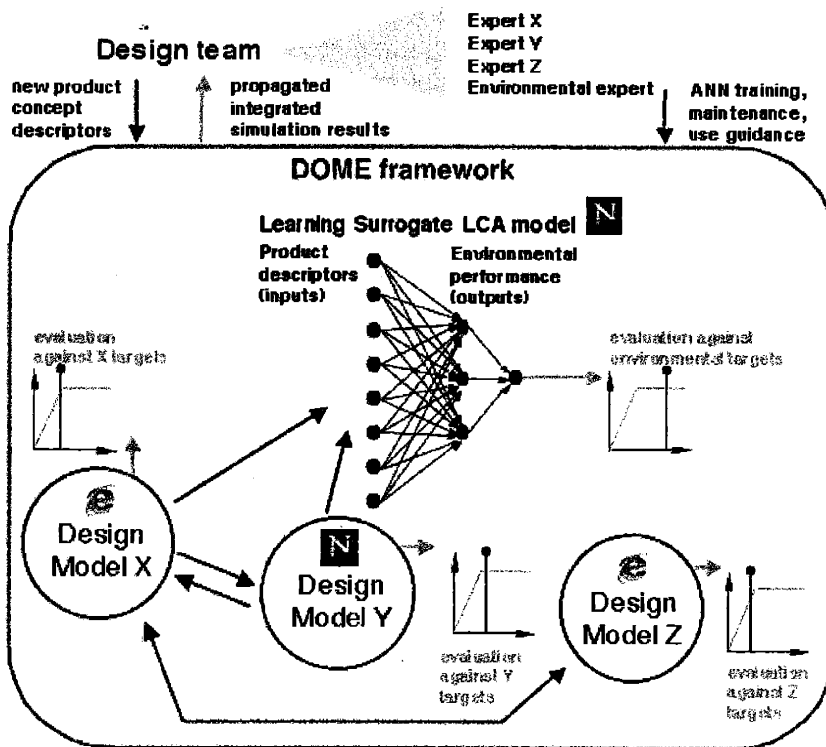 Design team
Expert X
Expert Y
Expert Z
Environmental expert
new product
concept
descriptors
propagated
integrated
simulation results
ANN training,
maintenance,
use guidance
DOME framework
Learning Surrogate LCA model N
Product
descriptors
(inputs)
Environmental
performance
(outputs)
evaluation
against X targets
evaluation against
environmental targets
e
Design
Model X
N
Design
Model Y
e
Design
Model Z
evaluation
against Y
targets
evaluation
against Z
targets